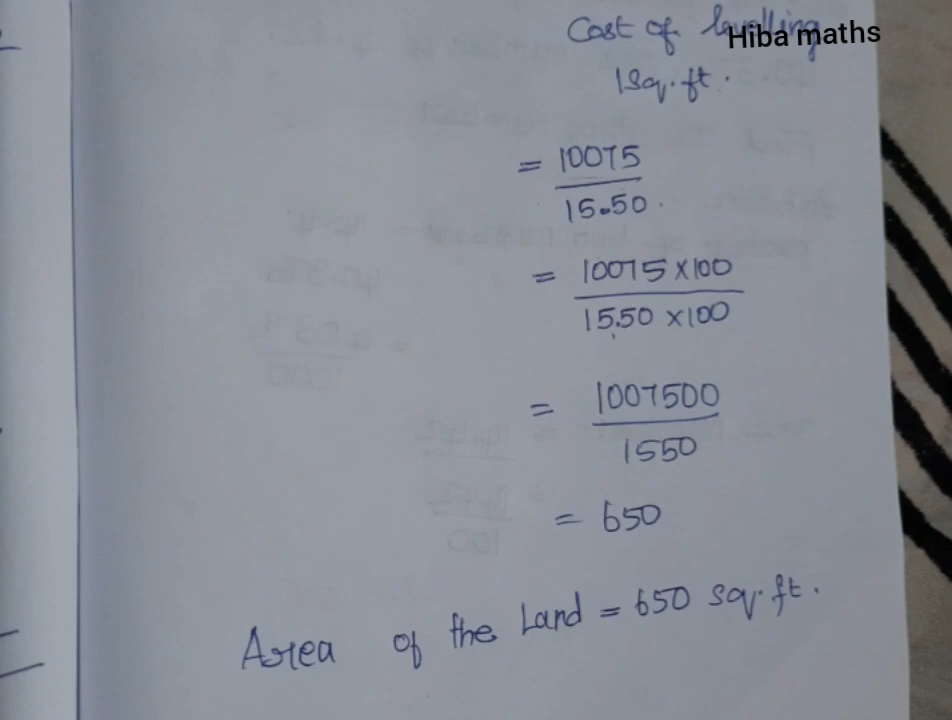 Cost of levelling
Hiba maths
1sq.ft.
= 10075
15.50.
= 10075 x100
15.50 x100
= 1007500
1550
= 650
Area of the Land = 650 sq.ft.